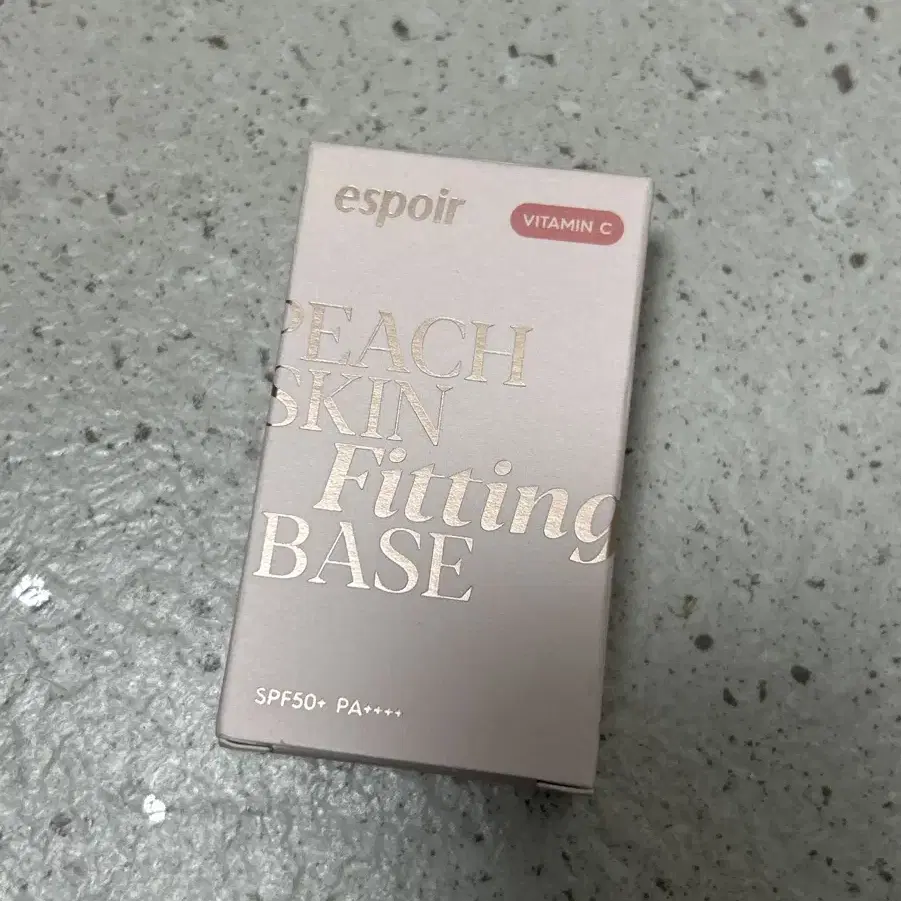 espoir
VITAMIN C
PEACH
SKIN
Fitting
BASE
SPF50+ PA++++